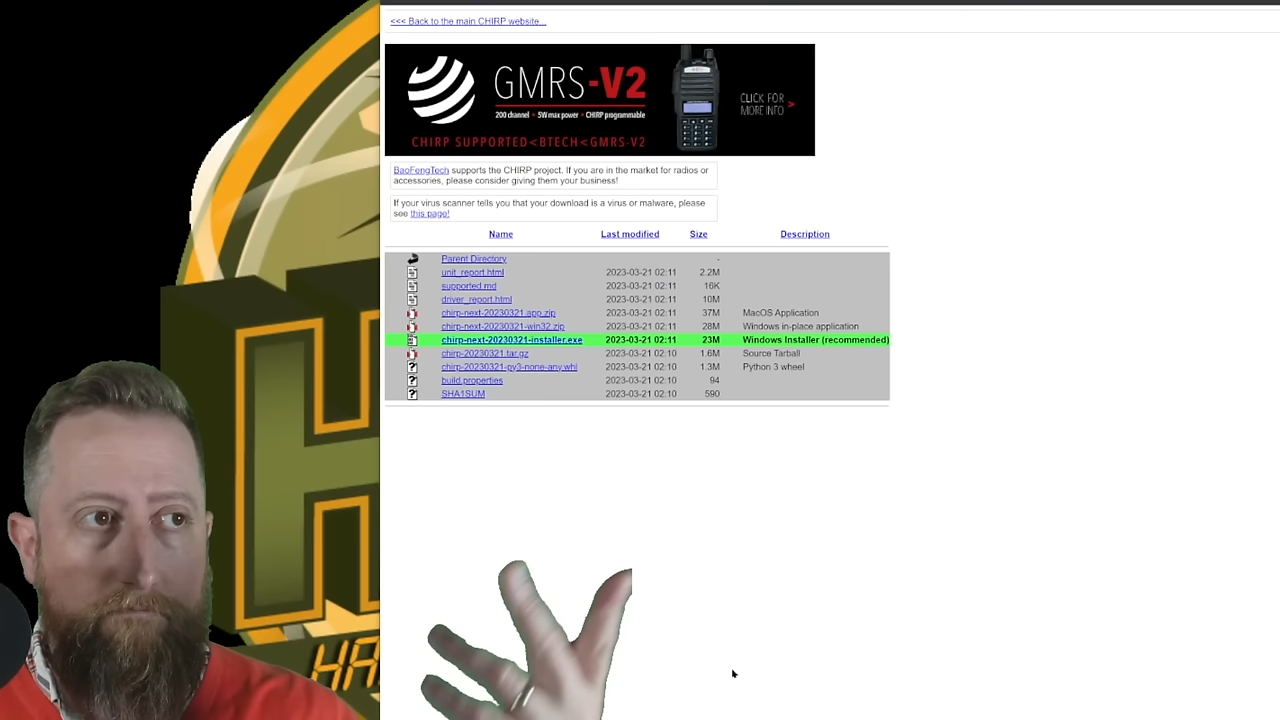 <<< Back to the main CHIRP website...
GMRS-V2
200 channel • 5W max power • CHIRP programmable
CHIRP SUPPORTED<BTECH<GMRS-V2
CLICK FOR
MORE INFO >
BaoFengTech supports the CHIRP project. If you are in the market for radios or
accessories, please consider giving them your business!
If your virus scanner tells you that your download is a virus or malware, please
see this page!
Name Last modified Size Description
Parent Directory -
unit_report.html 2023-03-21 02:11 2.2M
supported.md 2023-03-21 02:11 16K
driver_report.html 2023-03-21 02:11 10M
chirp-next-20230321.app.zip 2023-03-21 02:11 37M MacOS Application
chirp-next-20230321-win32.zip 2023-03-21 02:11 28M Windows in-place application
chirp-next-20230321-installer.exe 2023-03-21 02:11 23M Windows Installer (recommended)
chirp-20230321.tar.gz 2023-03-21 02:10 1.6M Source Tarball
chirp-20230321-py3-none-any.whl 2023-03-21 02:10 1.3M Python 3 wheel
build.properties 2023-03-21 02:10 94
SHA1SUM 2023-03-21 02:10 590
H
HA